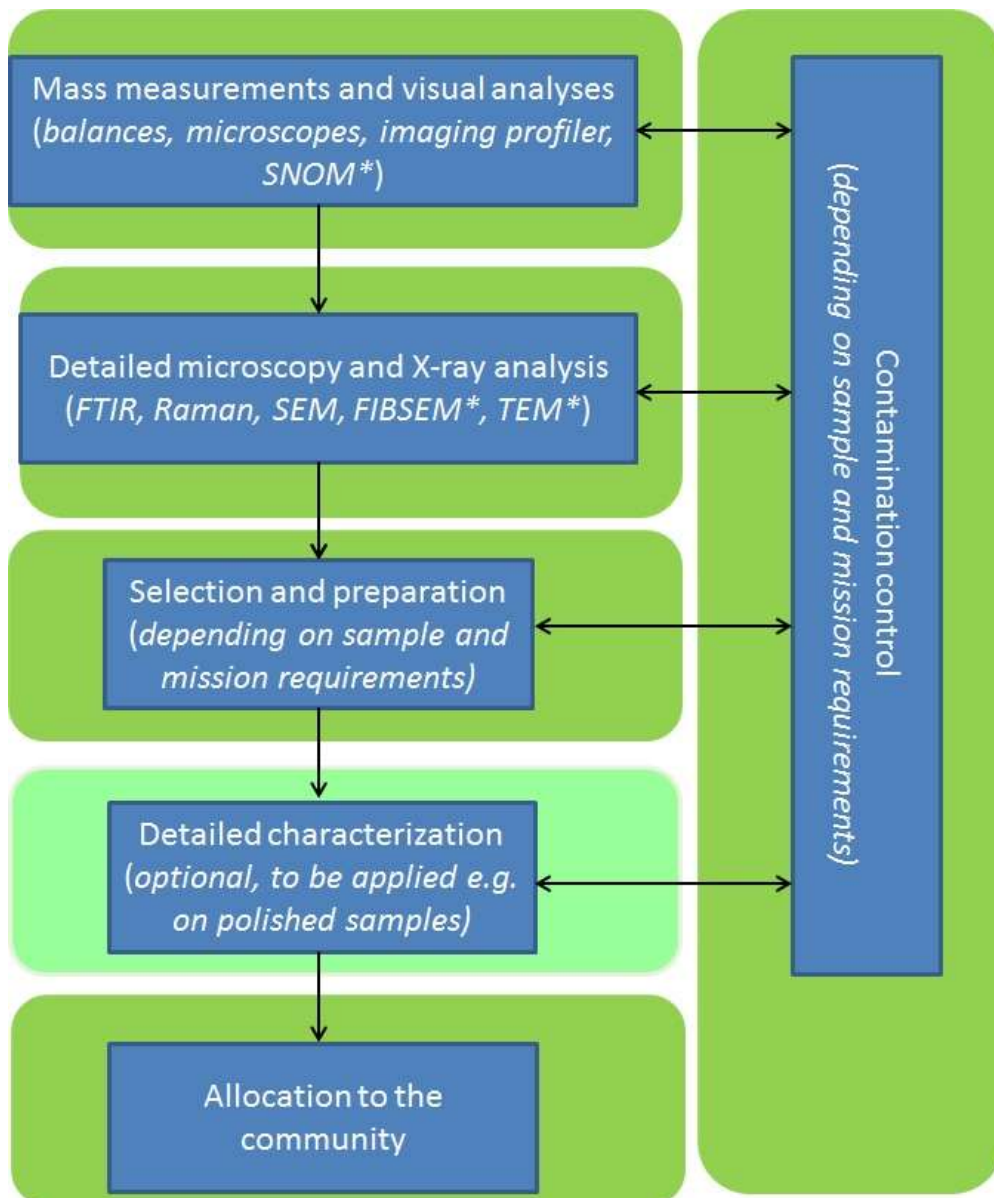 Mass measurements and visual analyses
(balances, microscopes, imaging profiler,
SNOM*)
Detailed microscopy and X-ray analysis
(FTIR, Raman, SEM, FIBSEM*, TEM*)
Selection and preparation
(depending on sample and
mission requirements)
Detailed characterization
(optional, to be applied e.g.
on polished samples)
Allocation to the
community
Contamination control
(depending on sample and mission requirements)